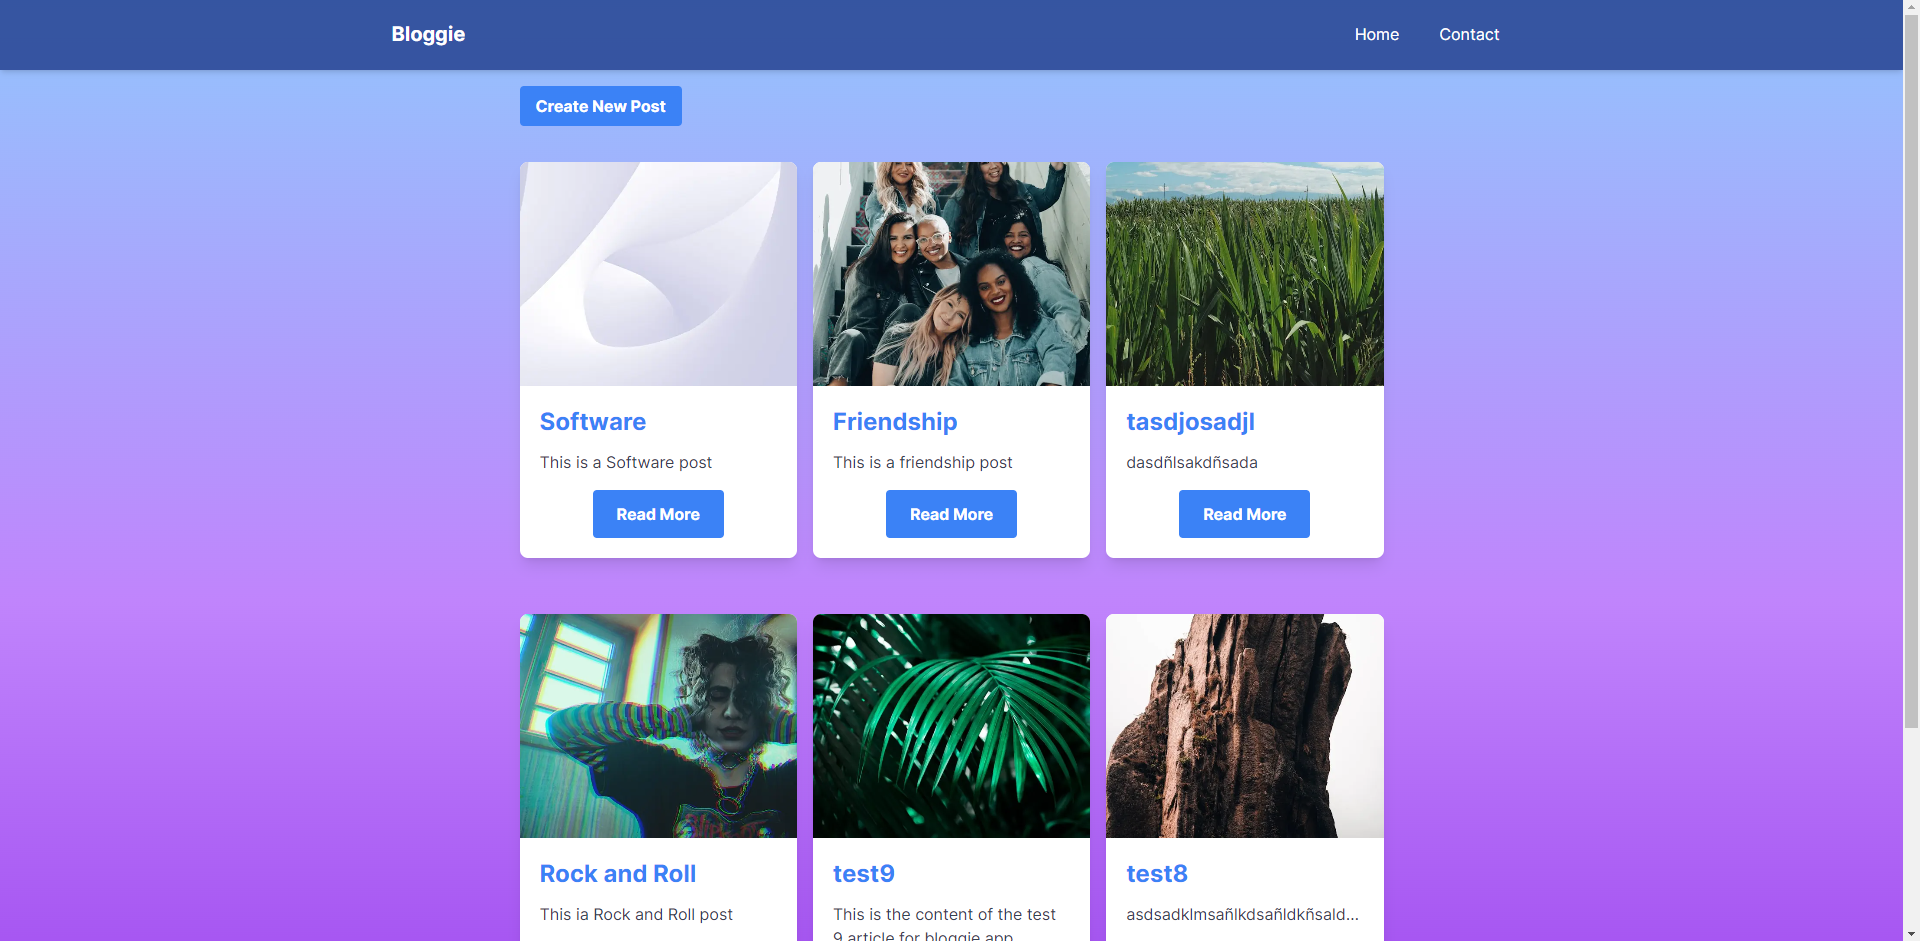 Bloggie
Home
Contact
Create New Post
Software
This is a Software post
Read More
Friendship
This is a friendship post
Read More
tasdjosadjl
dasdñlsakdñsada
Read More
Rock and Roll
This ia Rock and Roll post
test9
This is the content of the test
9 article for bloggie app
test8
asdsadklmsañlkdsañldkñsald...